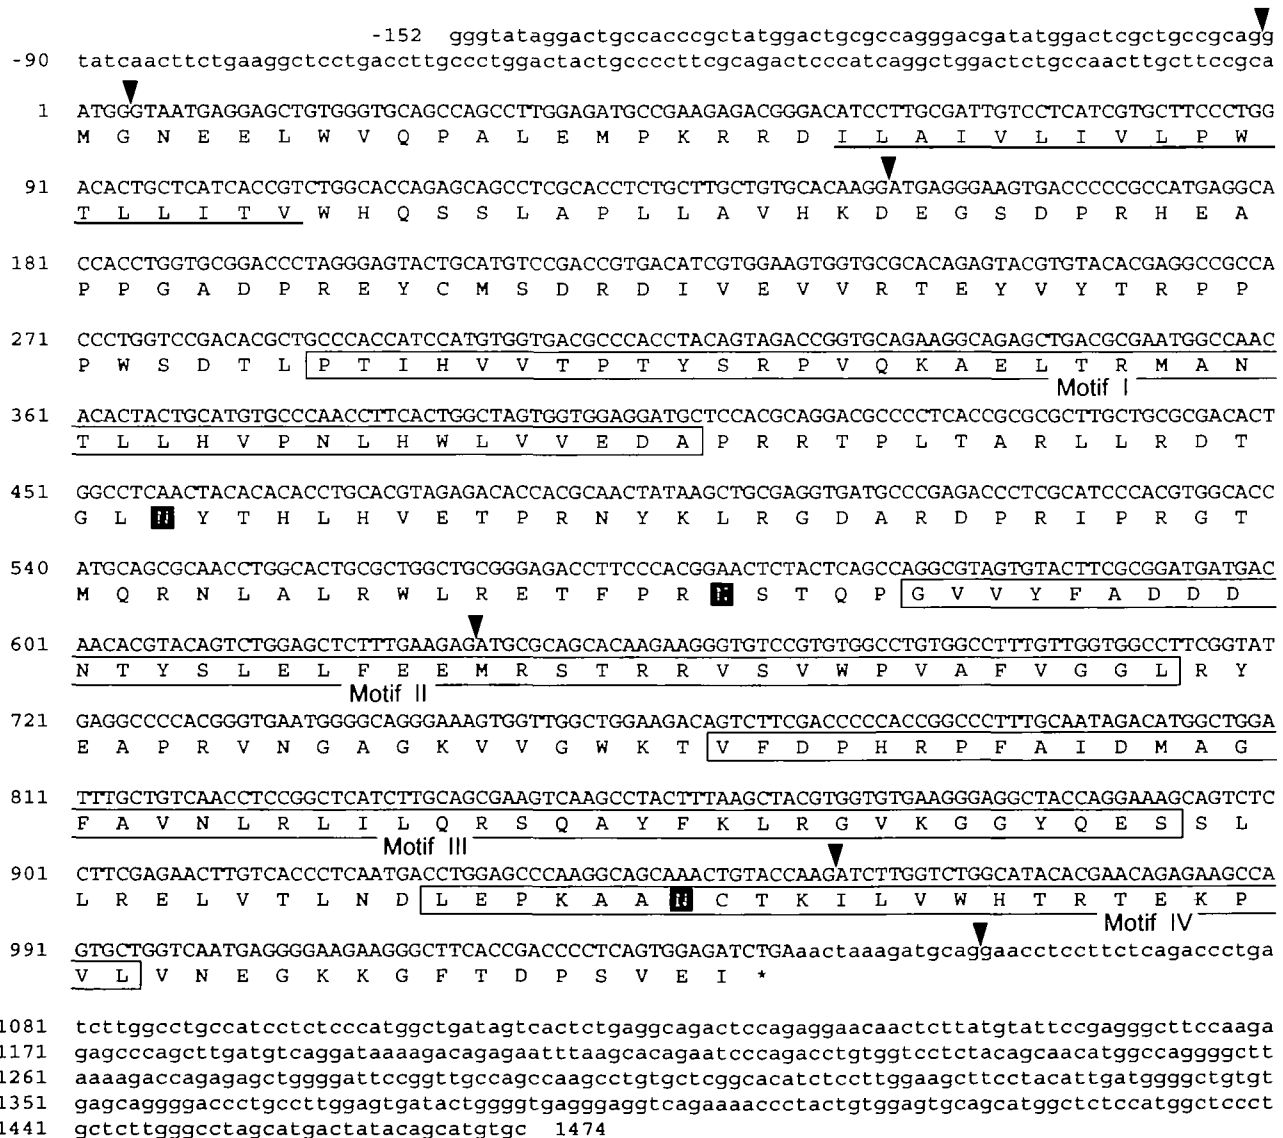 -152 gggtataggactgccacccgctatggactgcgccagggacgatatggactcgctgccgcagg
-90 tatcaacttctgaaggctcctgaccttgccctggactactgccccttcgcagactcccatcaggctggactctgccaacttgcttccgca
1 ATGGGTAATGAGGAGCTGTGGGTGCAGCCAGCCTTGGAGATGCCGAAGAGACGGGACATCCTTGCGATTGTCCTCATCGTGCTTCCCTGG
M G N E E L W V Q P A L E M P K R R D I L A I V L I V L P W
91 ACACTGCTCATCACCGTCTGGCACCAGAGCAGCCTCGCACCTCTGCTTGCTGTGCACAAGGATGAGGGAAGTGACCCCCGCCATGAGGCA
T L L I T V W H Q S S L A P L L A V H K D E G S D P R H E A
181 CCACCTGGTGCGGACCCTAGGGAGTACTGCATGTCCGACCGTGACATCGTGGAAGTGGTGCGCACAGAGTACGTGTACACGAGGCCGCCA
P P G A D P R E Y C M S D R D I V E V V R T E Y V Y T R P P
271 CCCTGGTCCGACACGCTGCCCACCATCCATGTGGTGACGCCCACCTACAGTAGACCGGTGCAGAAGGCAGAGCTGACGCGAATGGCCAAC
P W S D T L P T I H V V T P T Y S R P V Q K A E L T R M A N
Motif I
361 ACACTACTGCATGTGCCCAACCTTCACTGGCTAGTGGTGGAGGATGCTCCACGCAGGACGCCCCTCACCGCGCGCTTGCTGCGCGACACT
T L L H V P N L H W L V V E D A P R R T P L T A R L L R D T
451 GGCCTCAACTACACACACCTGCACGTAGAGACACCACGCAACTATAAGCTGCGAGGTGATGCCCGAGACCCTCGCATCCCACGTGGCACC
G L N Y T H L H V E T P R N Y K L R G D A R D P R I P R G T
540 ATGCAGCGCAACCTGGCACTGCGCTGGCTGCGGGAGACCTTCCCACGGAACTCTACTCAGCCAGGCGTAGTGTACTTCGCGGATGATGAC
M Q R N L A L R W L R E T F P R N S T Q P G V V Y F A D D D
601 AACACGTACAGTCTGGAGCTCTTTGAAGAGATGCGCAGCACAAGAAGGGTGTCCGTGTGGCCTGTGGCCTTTGTTGGTGGCCTTCGGTAT
N T Y S L E L F E E M R S T R R V S V W P V A F V G G L R Y
Motif II
721 GAGGCCCCACGGGTGAATGGGGCAGGGAAAGTGGTTGGCTGGAAGACAGTCTTCGACCCCCACCGGCCCTTTGCAATAGACATGGCTGGA
E A P R V N G A G K V V G W K T V F D P H R P F A I D M A G
811 TTTGCTGTCAACCTCCGGCTCATCTTGCAGCGAAGTCAAGCCTACTTTAAGCTACGTGGTGTGAAGGGAGGCTACCAGGAAAGCAGTCTC
F A V N L R L I L Q R S Q A Y F K L R G V K G G Y Q E S S L
Motif III
901 CTTCGAGAACTTGTCACCCTCAATGACCTGGAGCCCAAGGCAGCAAACTGTACCAAGATCTTGGTCTGGCATACACGAACAGAGAAGCCA
L R E L V T L N D L E P K A A N C T K I L V W H T R T E K P
Motif IV
991 GTGCTGGTCAATGAGGGGAAGAAGGGCTTCACCGACCCCTCAGTGGAGATCTGAaactaaagatgcaggaacctccttctcagaccctga
V L V N E G K K G F T D P S V E I *
1081 tcttggcctgccatcctctcccatggctgatagtcactctgaggcagactccagaggaacaactcttatgtattccgagggcttccaaga
1171 gagcccagcttgatgtcaggataaaagacagagaatttaagcacagaatcccagacctgtggtcctctacagcaacatggccaggggctt
1261 aaaagaccagagagctggggattccggttgccagccaagcctgtgctcggcacatctccttggaagcttcctacattgatggggctgtgt
1351 gagcaggggaccctgccttggagtgatactggggtgagggaggtcagaaaaccctactgtggagtgcagcatggctctccatggctccct
1441 gctcttgggcctagcatgactatacagcatgtgc 1474